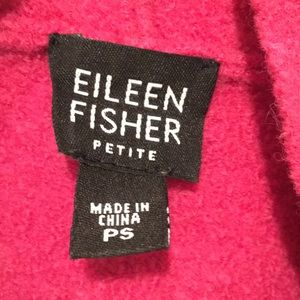 EILEEN
FISHER
PETITE
MADE IN
CHINA
PS